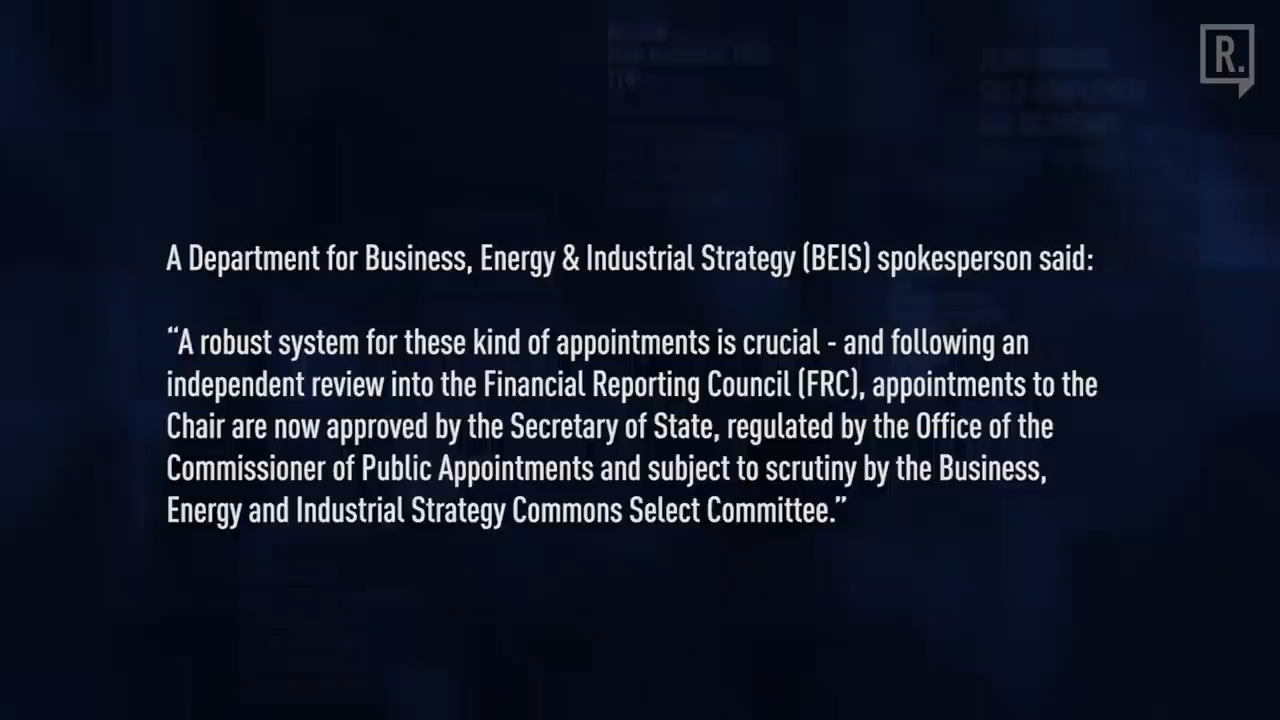 R.
A Department for Business, Energy & Industrial Strategy (BEIS) spokesperson said:
“A robust system for these kind of appointments is crucial - and following an
independent review into the Financial Reporting Council (FRC), appointments to the
Chair are now approved by the Secretary of State, regulated by the Office of the
Commissioner of Public Appointments and subject to scrutiny by the Business,
Energy and Industrial Strategy Commons Select Committee.”